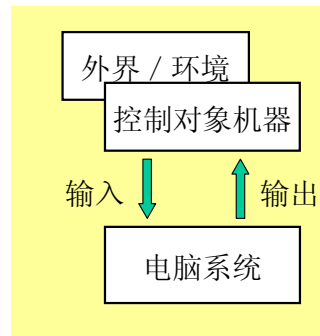 外界 / 环境
控制对象机器
输入
输出
电脑系统